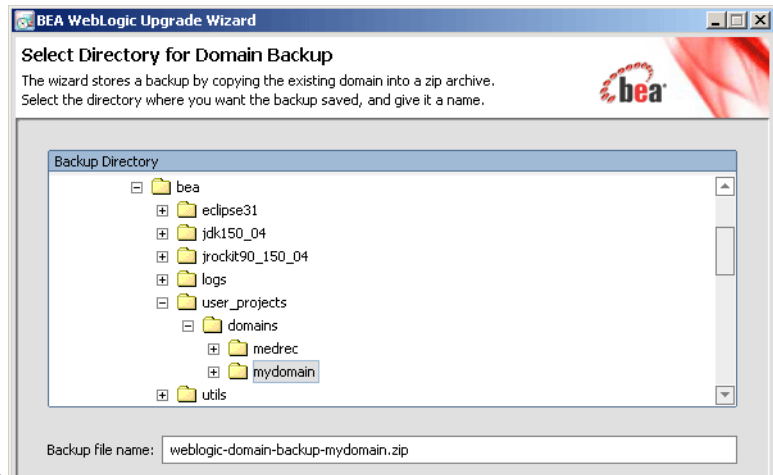 BEA WebLogic Upgrade Wizard
Select Directory for Domain Backup
The wizard stores a backup by copying the existing domain into a zip archive.
Select the directory where you want the backup saved, and give it a name.
bea
Backup Directory
bea
eclipse31
jdk150_04
jrockit90_150_04
logs
user_projects
domains
medrec
mydomain
utils
Backup file name: weblogic-domain-backup-mydomain.zip